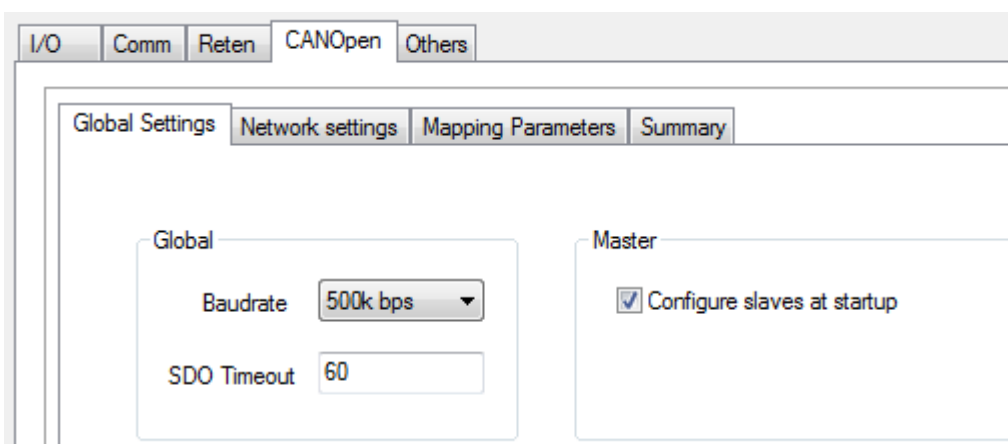 I/O Comm Reten CANOpen Others
Global Settings Network settings Mapping Parameters Summary
Global Master
Baudrate 500k bps Configure slaves at startup
SDO Timeout 60